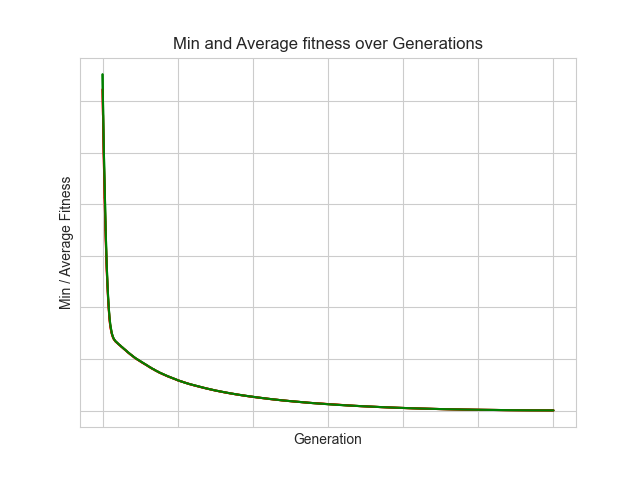 Min and Average fitness over Generations
Min / Average Fitness
Generation